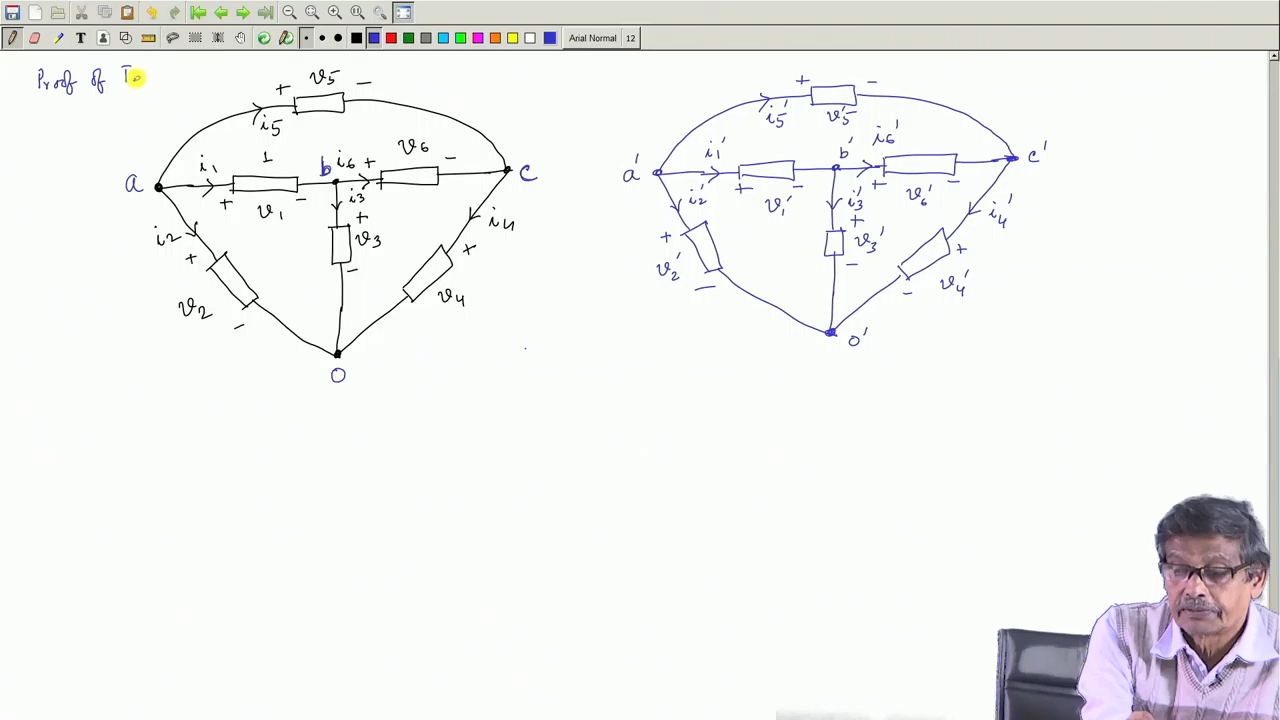 Arial Normal 12
Proof of T
+ v5 -
i5
i1 1 b i6 + v6 -
a + v1 - i3 c
i2 + v3 - i4
+ v2 - + v4
o
+ v5' -
i5'
i1' b' i6' c'
a' + v1' - + v6' -
i2' i3' i4'
+ v2' - + v3' - + v4' -
o'